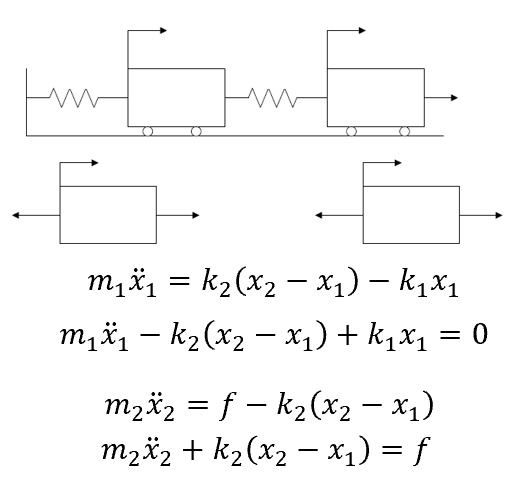 m₁ẍ₁ = k₂(x₂ − x₁) − k₁x₁
m₁ẍ₁ − k₂(x₂ − x₁) + k₁x₁ = 0
m₂ẍ₂ = f − k₂(x₂ − x₁)
m₂ẍ₂ + k₂(x₂ − x₁) = f